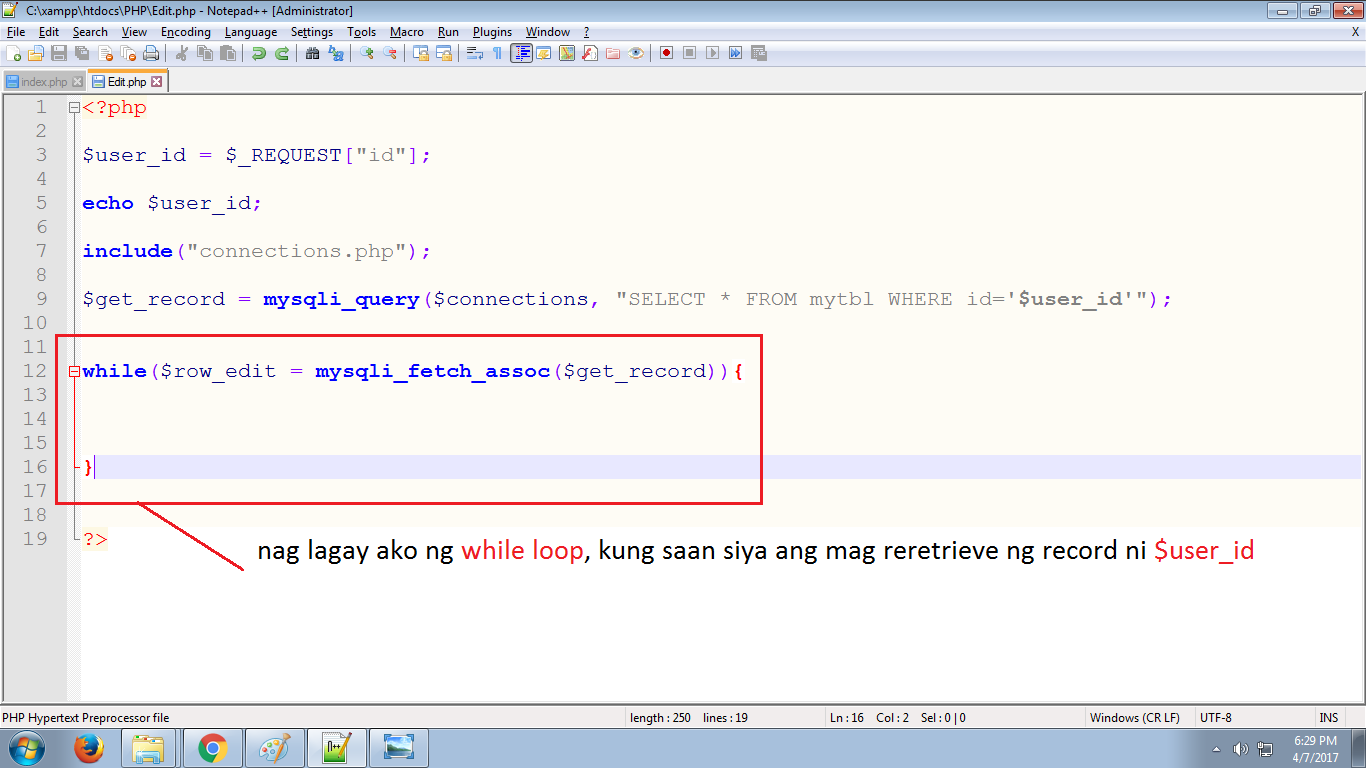 C:\xampp\htdocs\PHP\Edit.php - Notepad++ [Administrator]
File Edit Search View Encoding Language Settings Tools Macro Run Plugins Window ? X
index.php Edit.php
1 <?php
2
3 $user_id = $_REQUEST["id"];
4
5 echo $user_id;
6
7 include("connections.php");
8
9 $get_record = mysqli_query($connections, "SELECT * FROM mytbl WHERE id='$user_id'");
10
11
12 while($row_edit = mysqli_fetch_assoc($get_record)){
13
14
15
16 }
17
18
19 ?>
nag lagay ako ng while loop, kung saan siya ang mag reretrieve ng record ni $user_id
PHP Hypertext Preprocessor file length : 250 lines : 19 Ln : 16 Col : 2 Sel : 0 | 0 Windows (CR LF) UTF-8 INS
6:29 PM
4/7/2017